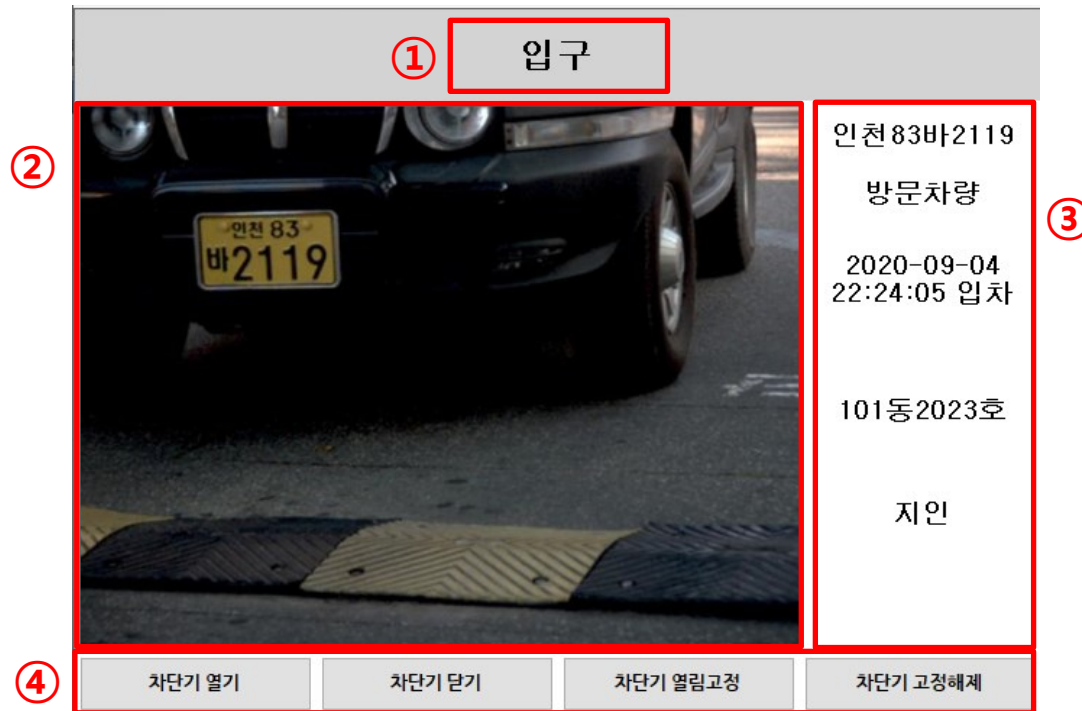 ① 입구
②
인천 83
바2119
인천83바2119
방문차량
③
2020-09-04
22:24:05 입차
101동2023호
지인
④
차단기 열기 차단기 닫기 차단기 열림고정 차단기 고정해제